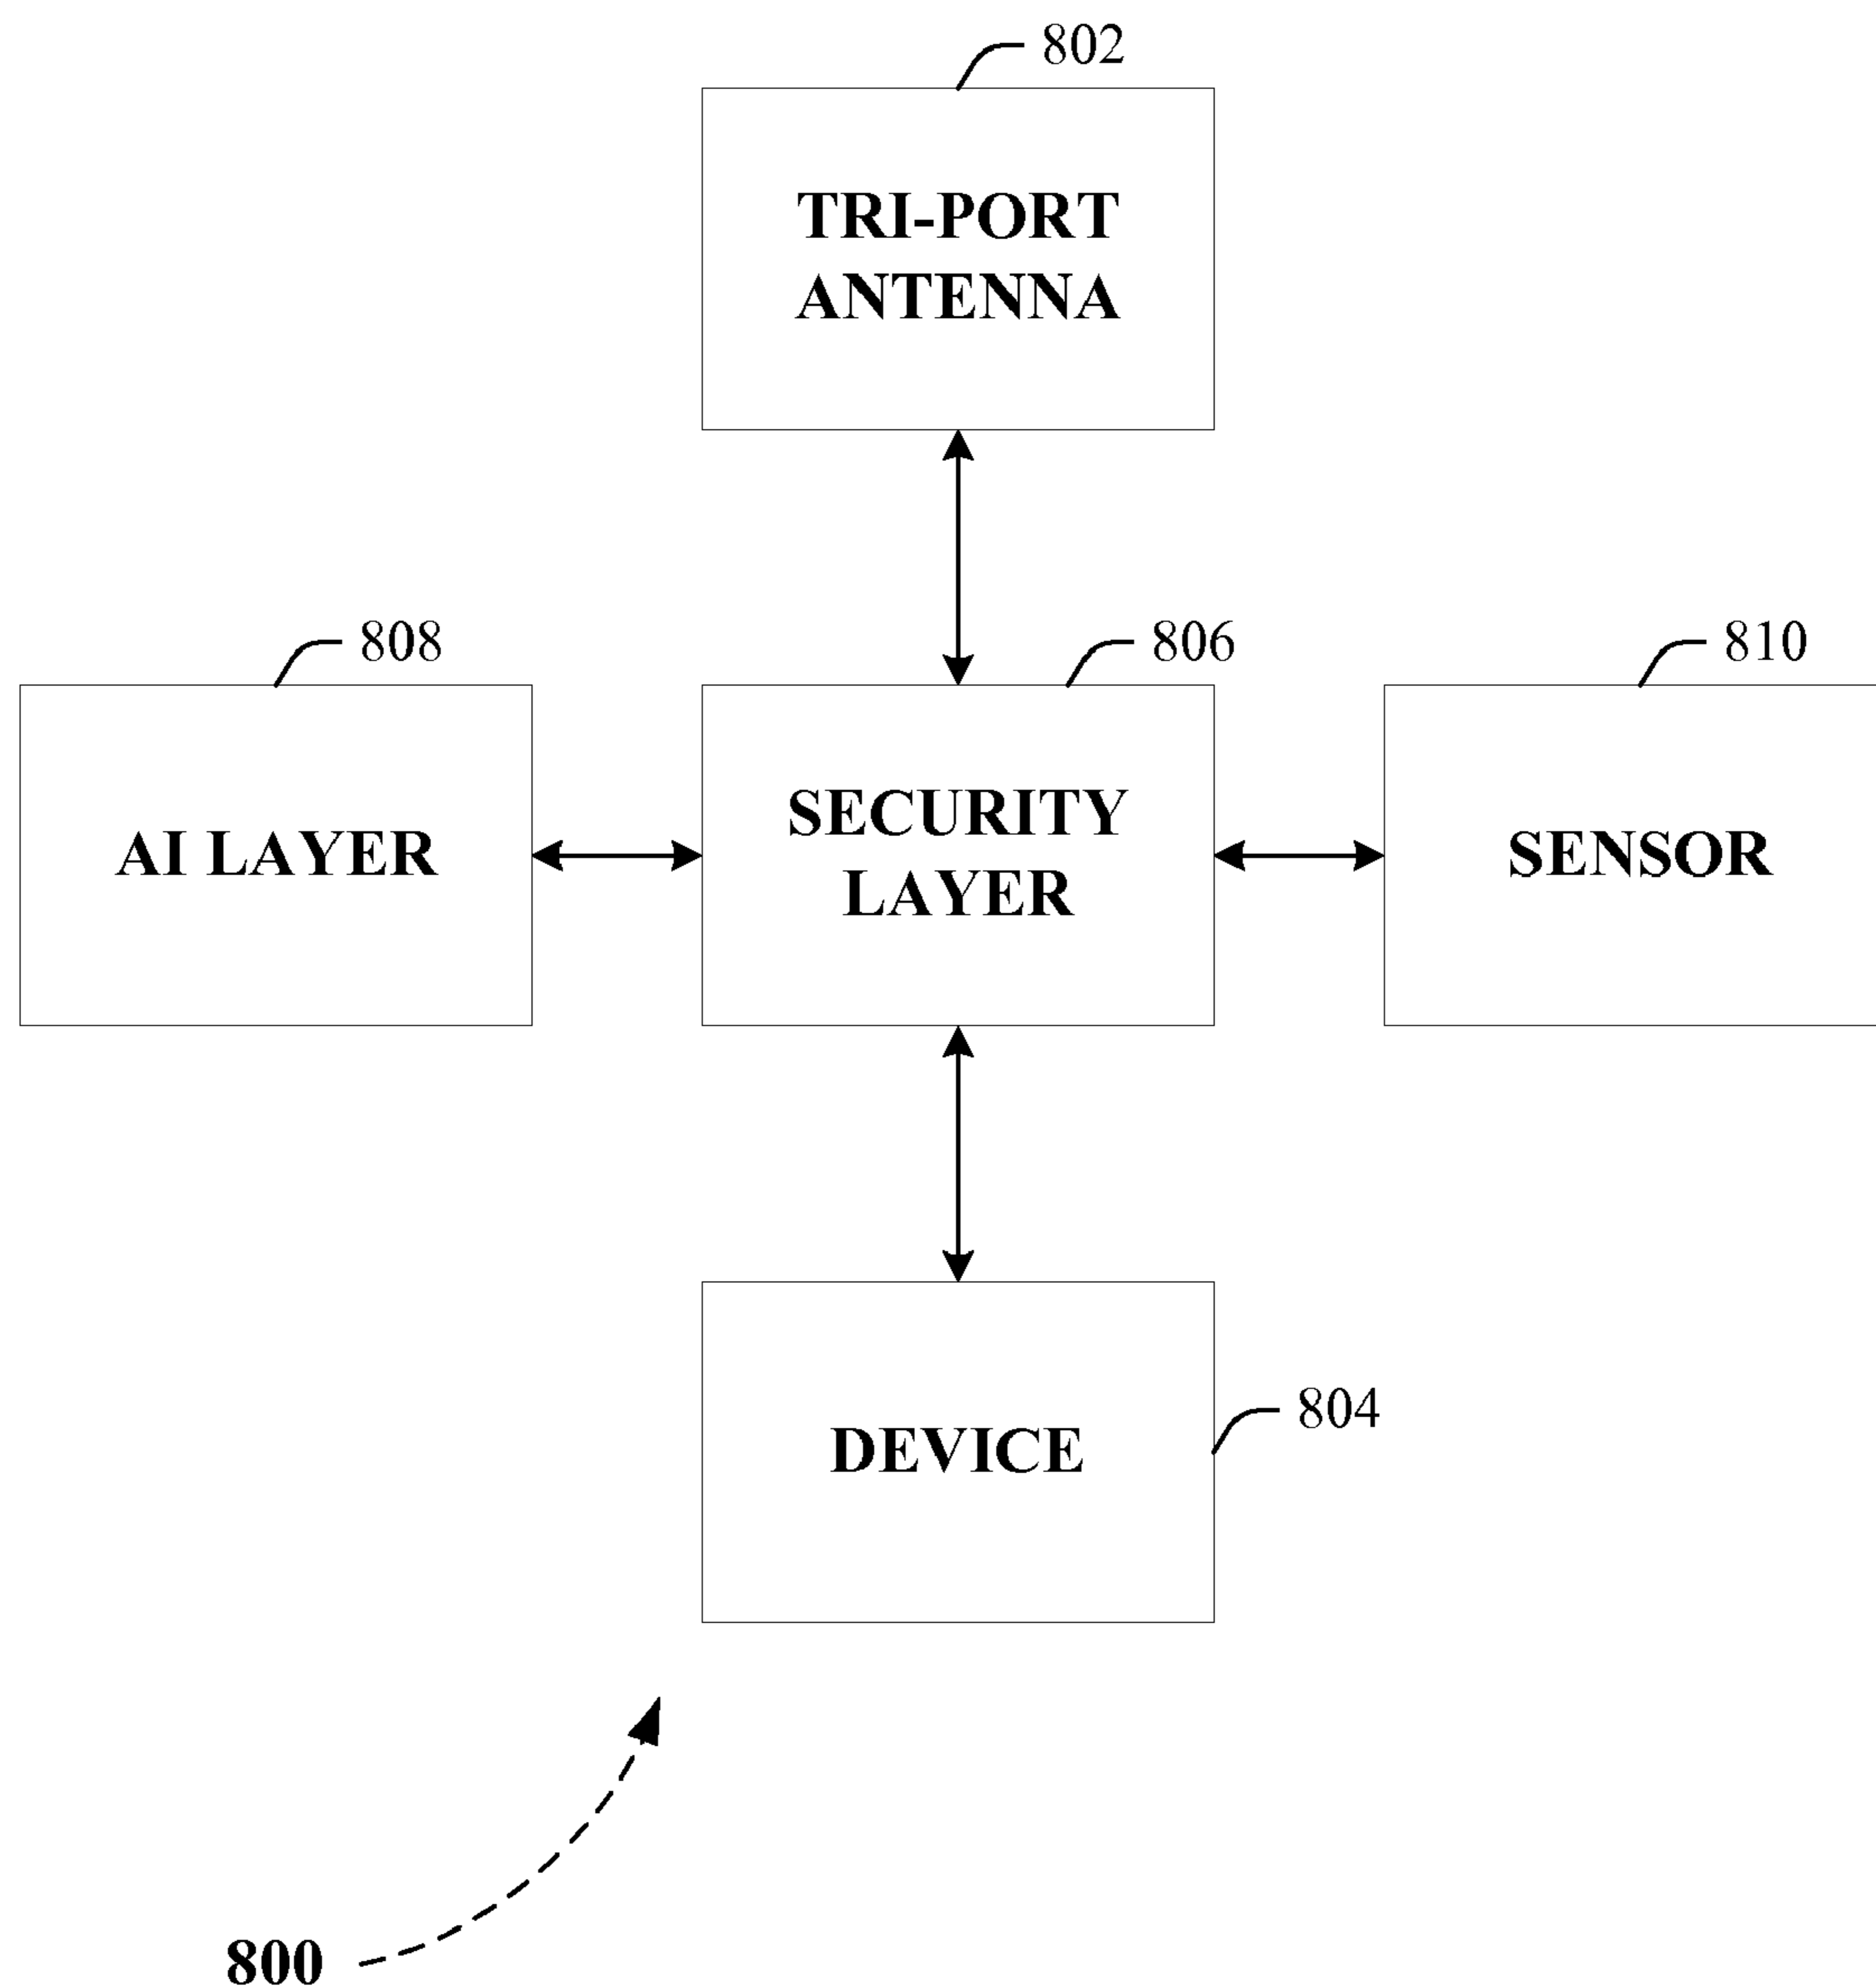 802
TRI-PORT
ANTENNA
808
806
810
AI LAYER
SECURITY
LAYER
SENSOR
DEVICE
804
800